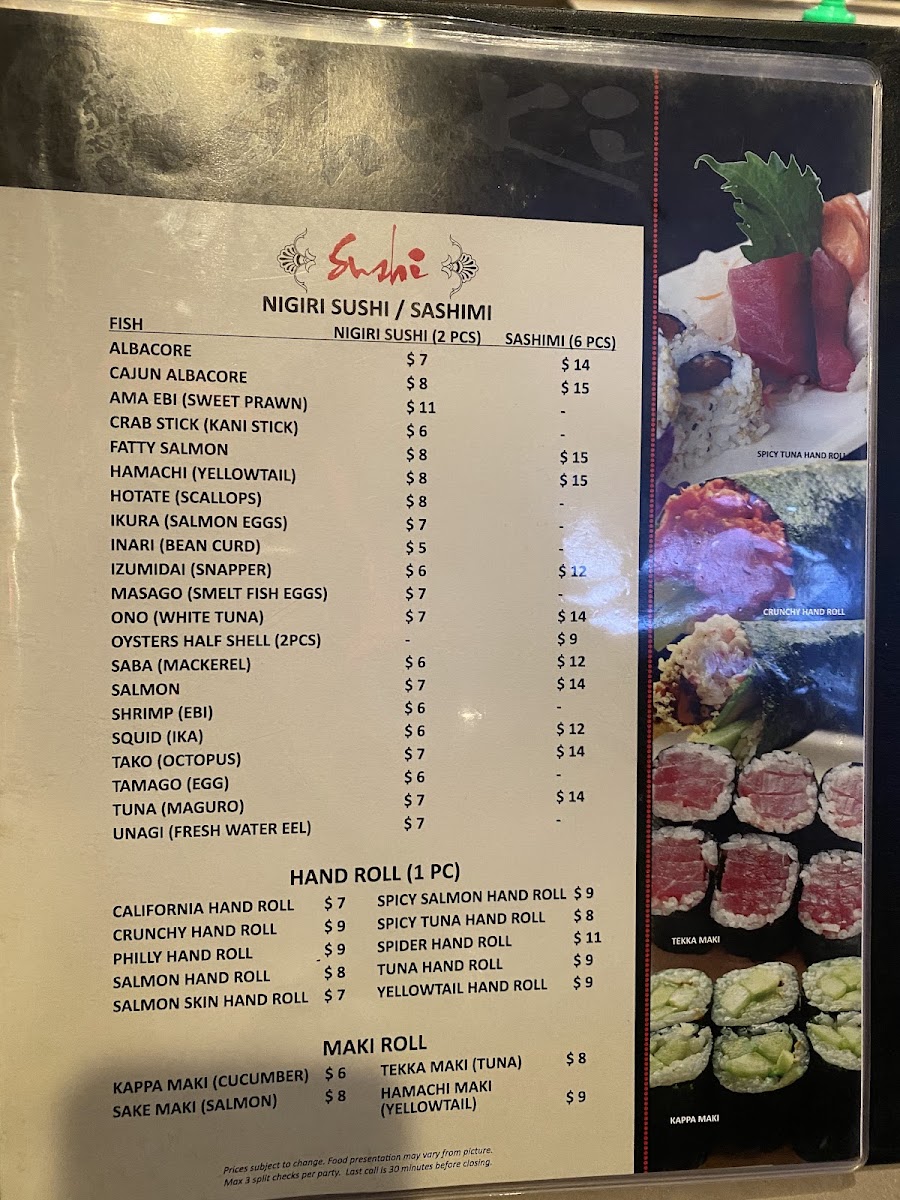 Sushi
NIGIRI SUSHI / SASHIMI
FISH NIGIRI SUSHI (2 PCS) SASHIMI (6 PCS)
ALBACORE $ 7 $ 14
CAJUN ALBACORE $ 8 $ 15
AMA EBI (SWEET PRAWN) $ 11 -
CRAB STICK (KANI STICK) $ 6 -
FATTY SALMON $ 8 $ 15
HAMACHI (YELLOWTAIL) $ 8 $ 15
HOTATE (SCALLOPS) $ 8 -
IKURA (SALMON EGGS) $ 7 -
INARI (BEAN CURD) $ 5 -
IZUMIDAI (SNAPPER) $ 6 $ 12
MASAGO (SMELT FISH EGGS) $ 7 -
ONO (WHITE TUNA) $ 7 $ 14
OYSTERS HALF SHELL (2PCS) - $ 9
SABA (MACKEREL) $ 6 $ 12
SALMON $ 7 $ 14
SHRIMP (EBI) $ 6 -
SQUID (IKA) $ 6 $ 12
TAKO (OCTOPUS) $ 7 $ 14
TAMAGO (EGG) $ 6 -
TUNA (MAGURO) $ 7 $ 14
UNAGI (FRESH WATER EEL) $ 7 -
HAND ROLL (1 PC)
CALIFORNIA HAND ROLL $ 7 SPICY SALMON HAND ROLL $ 9
CRUNCHY HAND ROLL $ 9 SPICY TUNA HAND ROLL $ 8
PHILLY HAND ROLL $ 9 SPIDER HAND ROLL $ 11
SALMON HAND ROLL $ 8 TUNA HAND ROLL $ 9
SALMON SKIN HAND ROLL $ 7 YELLOWTAIL HAND ROLL $ 9
MAKI ROLL
KAPPA MAKI (CUCUMBER) $ 6 TEKKA MAKI (TUNA) $ 8
SAKE MAKI (SALMON) $ 8 HAMACHI MAKI
(YELLOWTAIL) $ 9
Prices subject to change. Food presentation may vary from picture.
Max 3 split checks per party. Last call is 30 minutes before closing.
SPICY TUNA HAND ROLL
CRUNCHY HAND ROLL
TEKKA MAKI
KAPPA MAKI